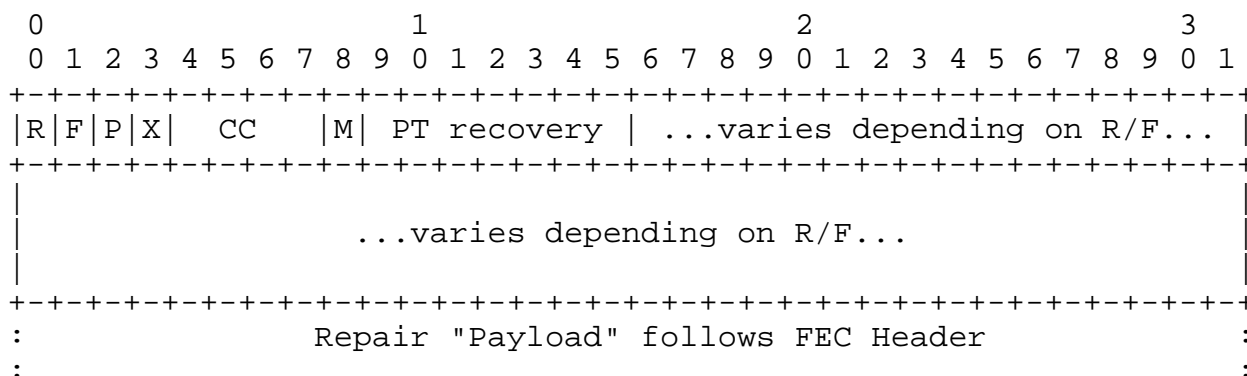 0                   1                   2                   3
0 1 2 3 4 5 6 7 8 9 0 1 2 3 4 5 6 7 8 9 0 1 2 3 4 5 6 7 8 9 0 1
+-+-+-+-+-+-+-+-+-+-+-+-+-+-+-+-+-+-+-+-+-+-+-+-+-+-+-+-+-+-+-+-+
|R|F|P|X|  CC   |M| PT recovery | ...varies depending on R/F... |
+-+-+-+-+-+-+-+-+-+-+-+-+-+-+-+-+-+-+-+-+-+-+-+-+-+-+-+-+-+-+-+-+
|                                                               |
|                 ...varies depending on R/F...                 |
|                                                               |
+-+-+-+-+-+-+-+-+-+-+-+-+-+-+-+-+-+-+-+-+-+-+-+-+-+-+-+-+-+-+-+-+
:               Repair "Payload" follows FEC Header             :
:                                                               :